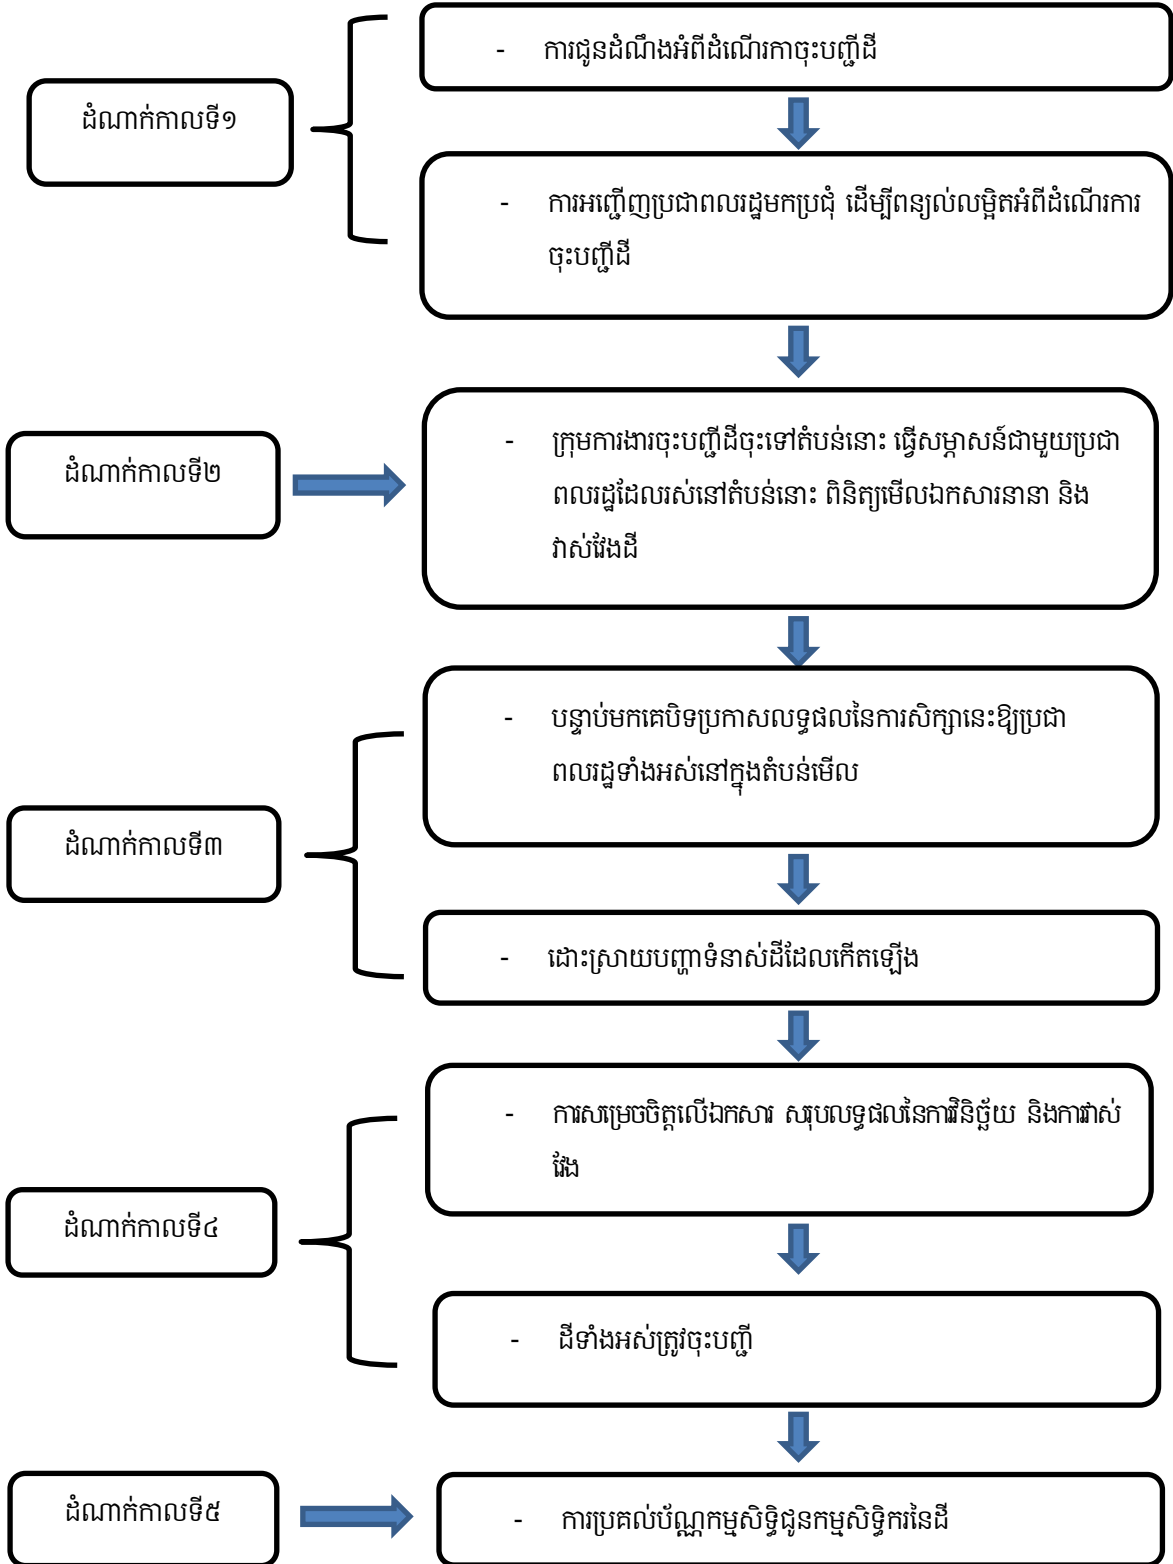 - ការជូនដំណឹងអំពីដំណើរកាចុះបញ្ជីដី
ដំណាក់កាលទី១
- ការអញ្ជើញប្រជាពលរដ្ឋមកប្រជុំ ដើម្បីពន្យល់លម្អិតអំពីដំណើរការ
ចុះបញ្ជីដី
ដំណាក់កាលទី២
- ក្រុមការងារចុះបញ្ជីដីចុះទៅតំបន់នោះ ធ្វើសម្ភាសន៍ជាមួយប្រជា
ពលរដ្ឋដែលរស់នៅតំបន់នោះ ពិនិត្យមើលឯកសារនានា និង
វាស់វែងដី
- បន្ទាប់មកគេបិទប្រកាសលទ្ធផលនៃការសិក្សានេះឱ្យប្រជា
ពលរដ្ឋទាំងអស់នៅក្នុងតំបន់មើល
ដំណាក់កាលទី៣
- ដោះស្រាយបញ្ហាទំនាស់ដីដែលកើតឡើង
- ការសម្រេចចិត្តលើឯកសារ សរុបលទ្ធផលនៃការវិនិច្ឆ័យ និងការវាស់
វែង
ដំណាក់កាលទី៤
- ដីទាំងអស់ត្រូវចុះបញ្ជី
ដំណាក់កាលទី៥
- ការប្រគល់ប័ណ្ណកម្មសិទ្ធិជូនកម្មសិទ្ធិករនៃដី